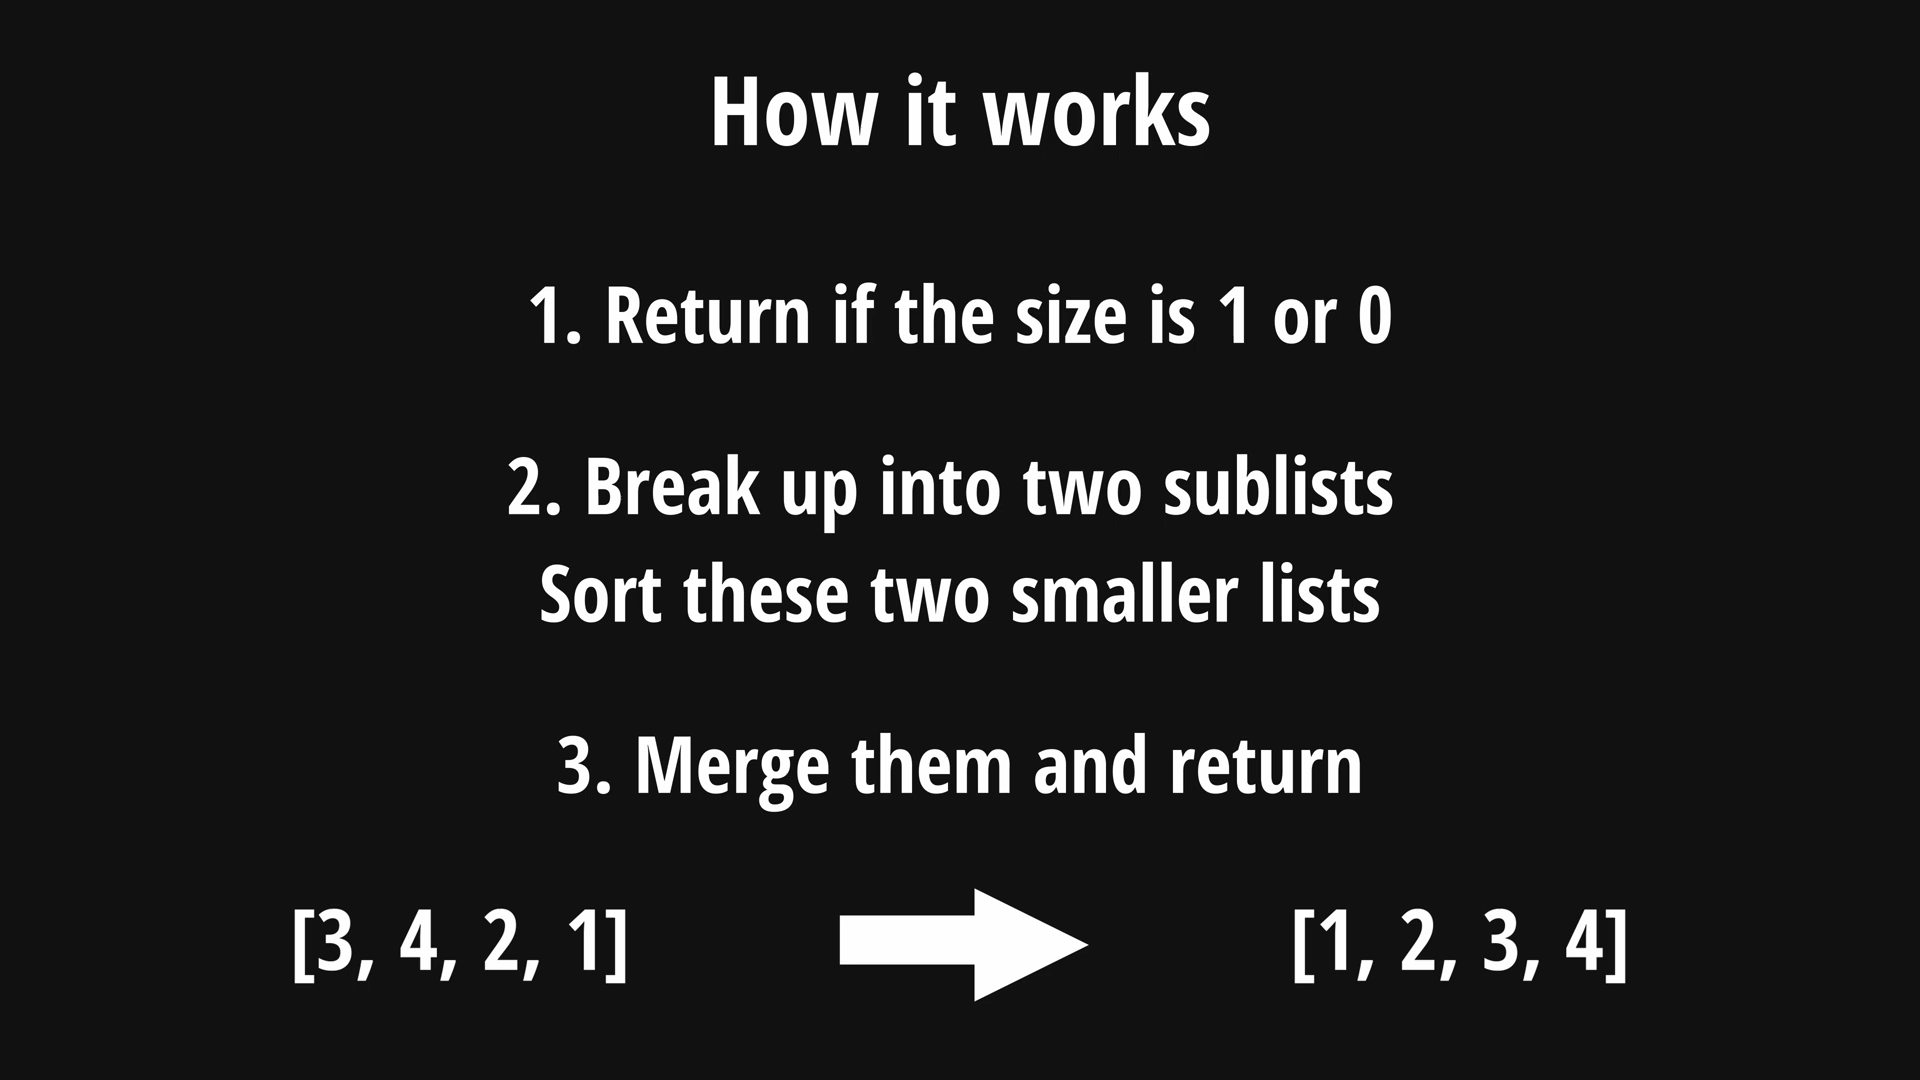 How it works
1. Return if the size is 1 or 0
2. Break up into two sublists
Sort these two smaller lists
3. Merge them and return
[3, 4, 2, 1] [1, 2, 3, 4]